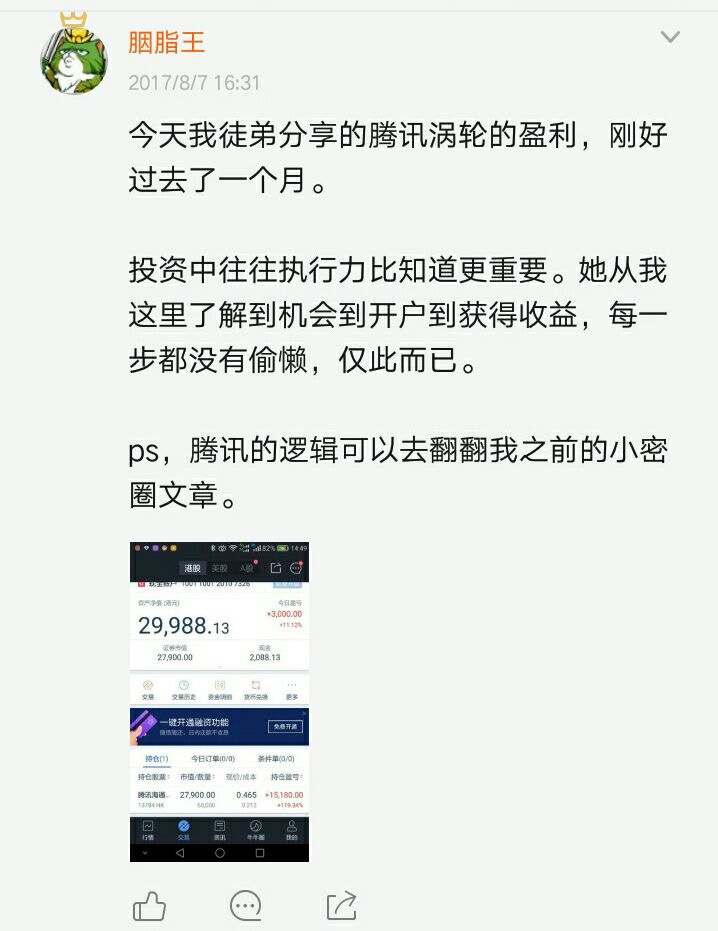 胭脂王
2017/8/7 16:31
今天我徒弟分享的腾讯涡轮的盈利，刚好
过去了一个月。
投资中往往执行力比知道更重要。她从我
这里了解到机会到开户到获得收益，每一
步都没有偷懒，仅此而已。
ps，腾讯的逻辑可以去翻翻我之前的小密
圈文章。
82% 14:49
港股 美股 A股
资产净值(港元) 今日盈亏
29,988.13 +3,000.00
+11.12%
证券市值 现金
27,900.00 2,088.13
交易 交易历史 资金明细 货币兑换 更多
一键开通融资功能 免费开通
随借随还，日内还款不收息
持仓(1) 今日订单(0/0) 条件单(0/0)
持仓股票 市值/数量 现价/成本 持仓盈亏
腾讯海通.. 27,900.00 0.465 +15,180.00
13784.HK 60,000 0.212 +119.34%
行情 交易 资讯 牛牛圈 我的